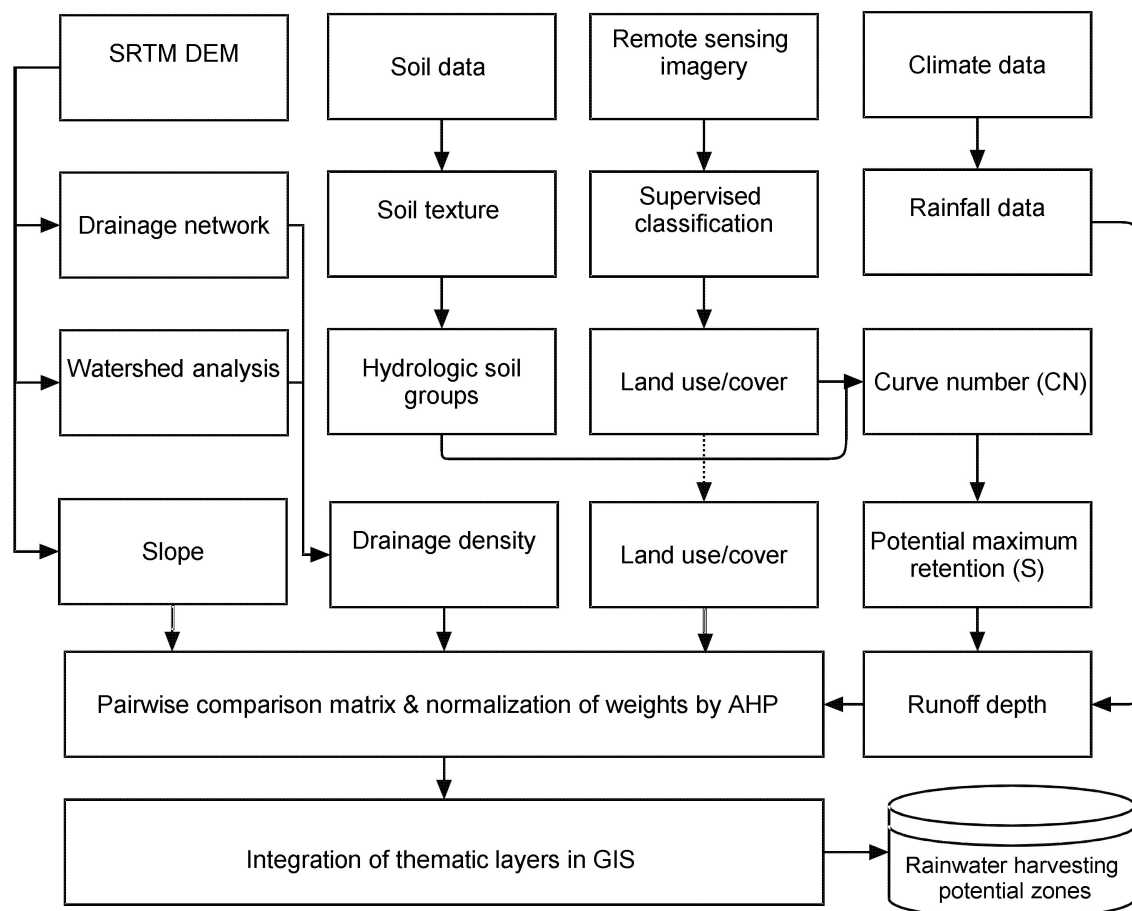 SRTM DEM
Soil data
Remote sensing
imagery
Climate data
Drainage network
Soil texture
Supervised
classification
Rainfall data
Watershed analysis
Hydrologic soil
groups
Land use/cover
Curve number (CN)
Slope
Drainage density
Land use/cover
Potential maximum
retention (S)
Pairwise comparison matrix & normalization of weights by AHP
Runoff depth
Integration of thematic layers in GIS
Rainwater harvesting
potential zones